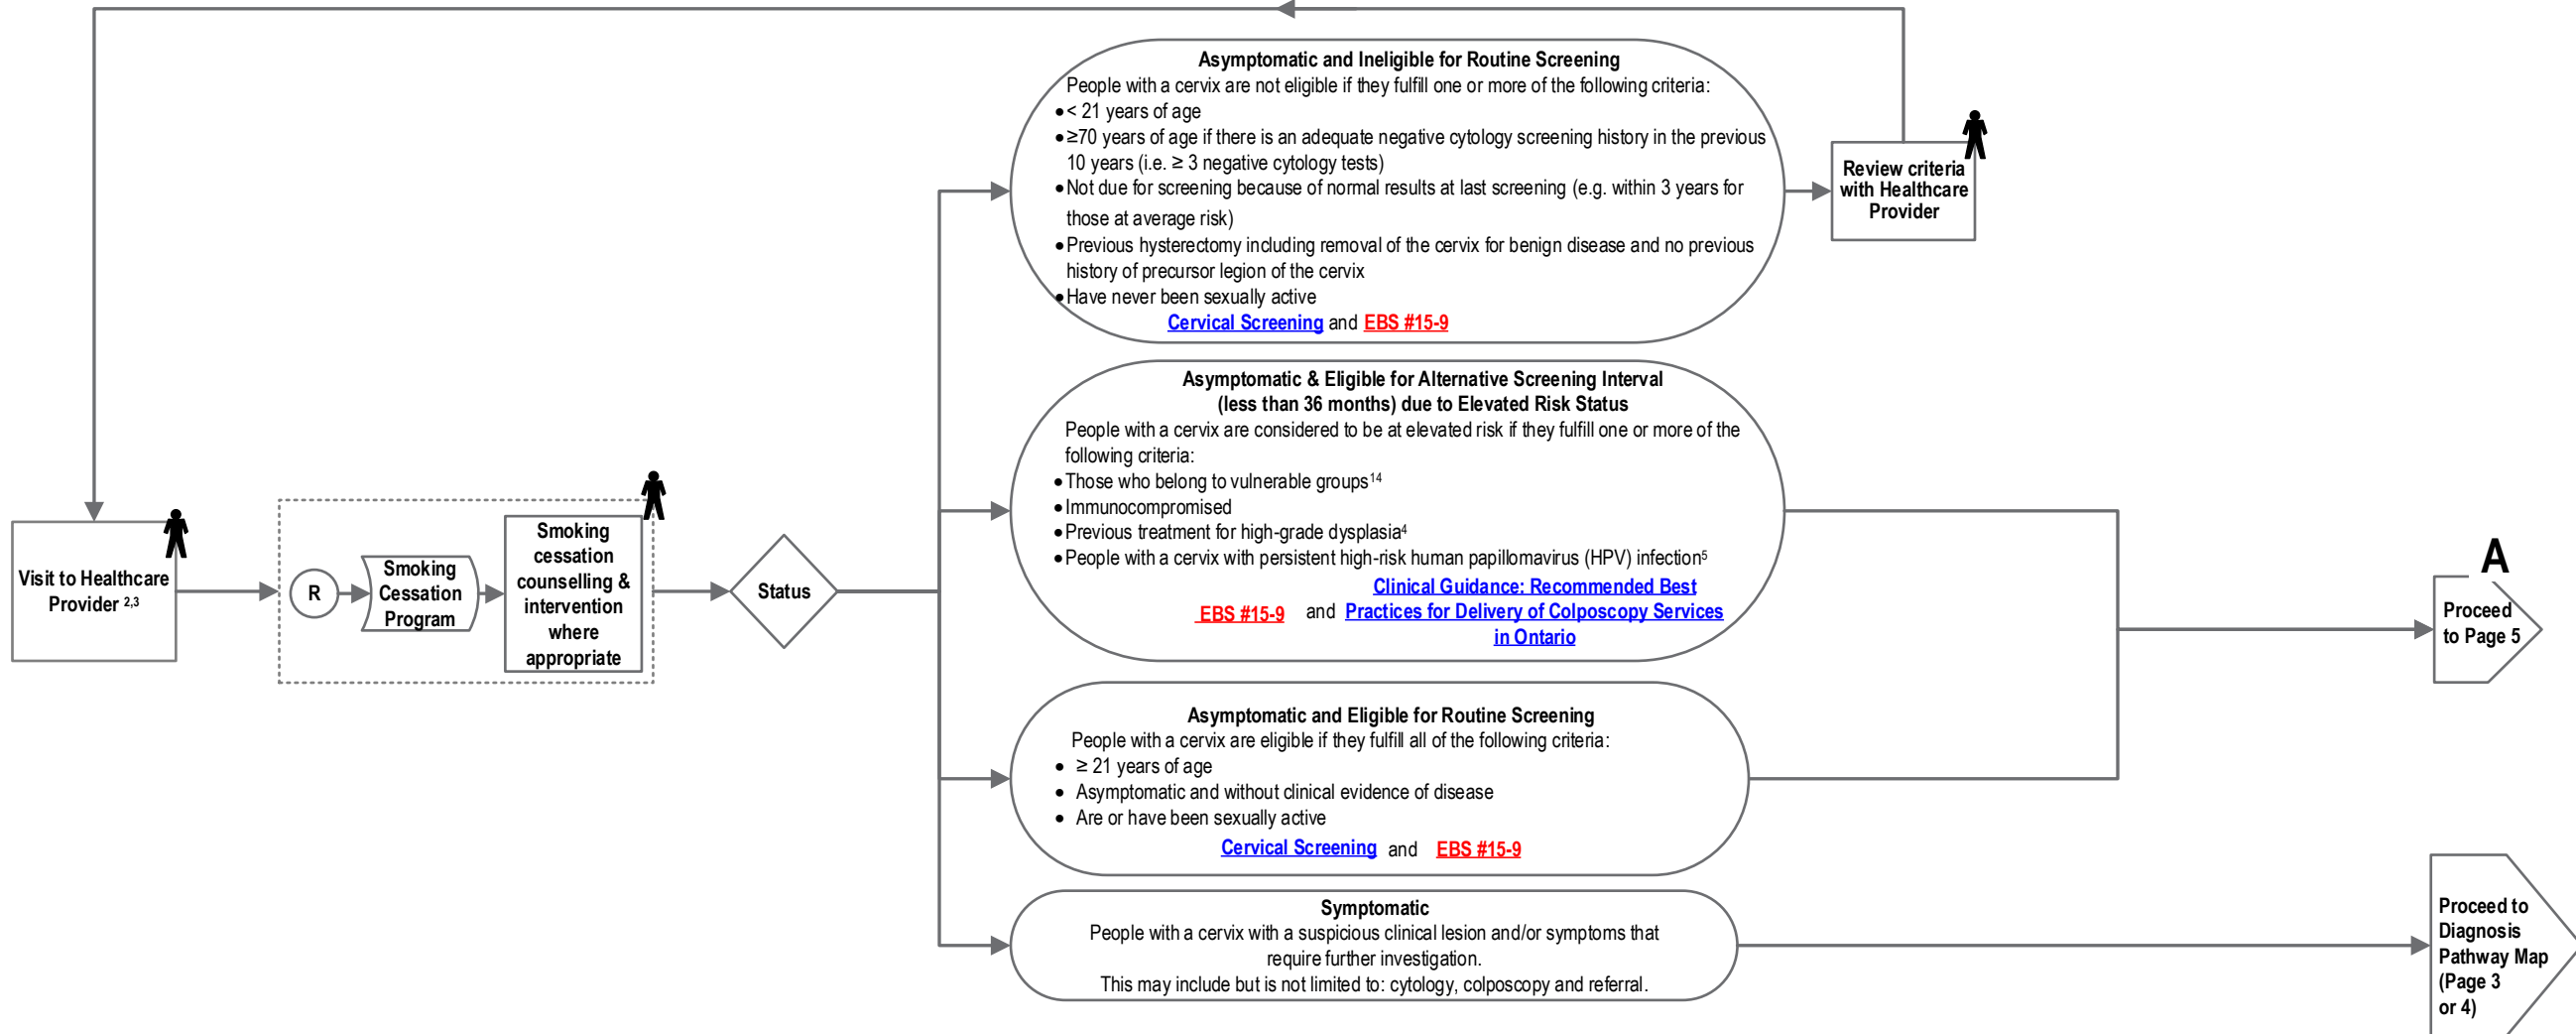 Visit to Healthcare
Provider 2,3
R
Smoking
Cessation
Program
Smoking
cessation
counselling &
intervention
where
appropriate
Status
Asymptomatic and Ineligible for Routine Screening
People with a cervix are not eligible if they fulfill one or more of the following criteria:
•< 21 years of age
•≥70 years of age if there is an adequate negative cytology screening history in the previous
10 years (i.e. ≥ 3 negative cytology tests)
•Not due for screening because of normal results at last screening (e.g. within 3 years for
those at average risk)
•Previous hysterectomy including removal of the cervix for benign disease and no previous
history of precursor legion of the cervix
•Have never been sexually active
Cervical Screening and EBS #15-9
Review criteria
with Healthcare
Provider
Asymptomatic & Eligible for Alternative Screening Interval
(less than 36 months) due to Elevated Risk Status
People with a cervix are considered to be at elevated risk if they fulfill one or more of the
following criteria:
•Those who belong to vulnerable groups14
•Immunocompromised
•Previous treatment for high-grade dysplasia4
•People with a cervix with persistent high-risk human papillomavirus (HPV) infection5
Clinical Guidance: Recommended Best
EBS #15-9 and Practices for Delivery of Colposcopy Services
in Ontario
Asymptomatic and Eligible for Routine Screening
People with a cervix are eligible if they fulfill all of the following criteria:
• ≥ 21 years of age
• Asymptomatic and without clinical evidence of disease
• Are or have been sexually active
Cervical Screening and EBS #15-9
A
Proceed
to Page 5
Symptomatic
People with a cervix with a suspicious clinical lesion and/or symptoms that
require further investigation.
This may include but is not limited to: cytology, colposcopy and referral.
Proceed to
Diagnosis
Pathway Map
(Page 3
or 4)